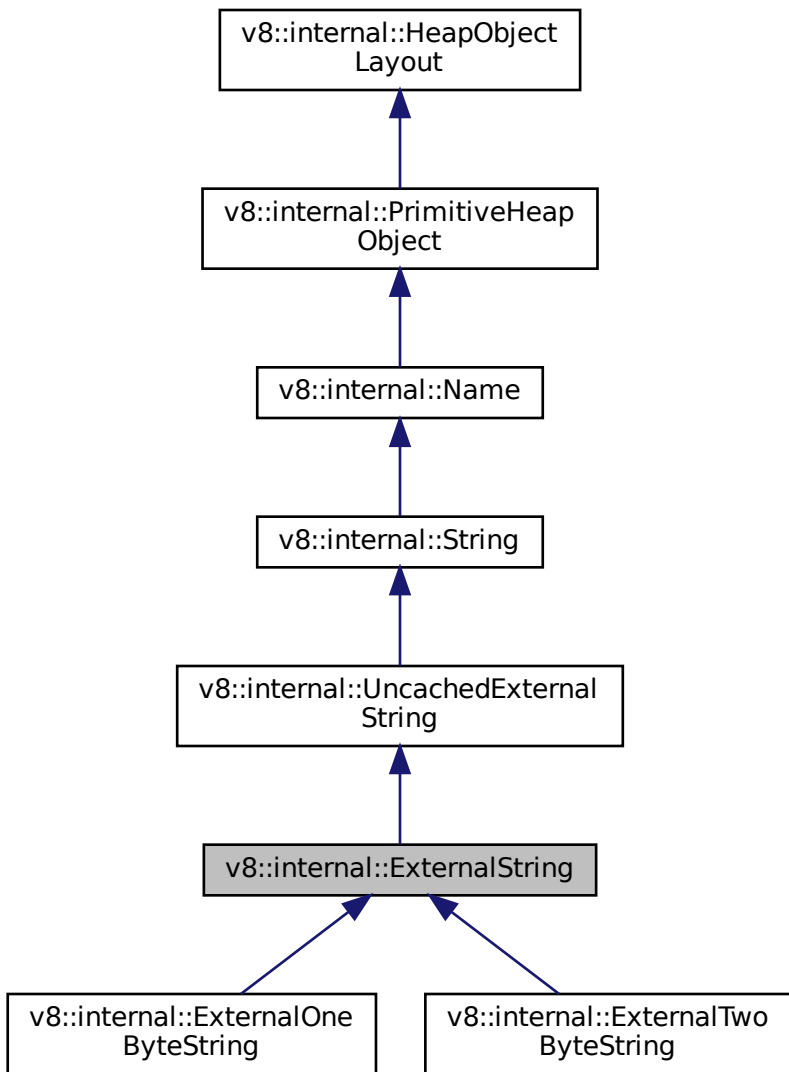 v8::internal::HeapObject
Layout
v8::internal::PrimitiveHeap
Object
v8::internal::Name
v8::internal::String
v8::internal::UncachedExternal
String
v8::internal::ExternalString
v8::internal::ExternalOne
ByteString
v8::internal::ExternalTwo
ByteString